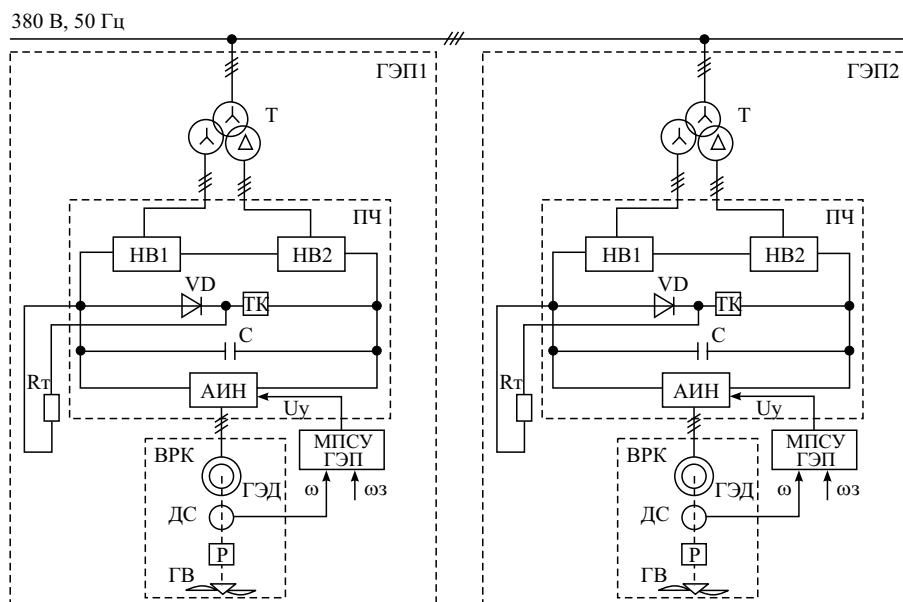 380 В, 50 Гц
ГЭП1
Т
ПЧ
НВ1
НВ2
VD
ТК
C
Rт
АИН
Uу
ВРК
МПСУ
ГЭП
ГЭД
ω
ωз
ДС
Р
ГВ
ГЭП2
Т
ПЧ
НВ1
НВ2
VD
ТК
C
Rт
АИН
Uу
ВРК
МПСУ
ГЭП
ГЭД
ω
ωз
ДС
Р
ГВ